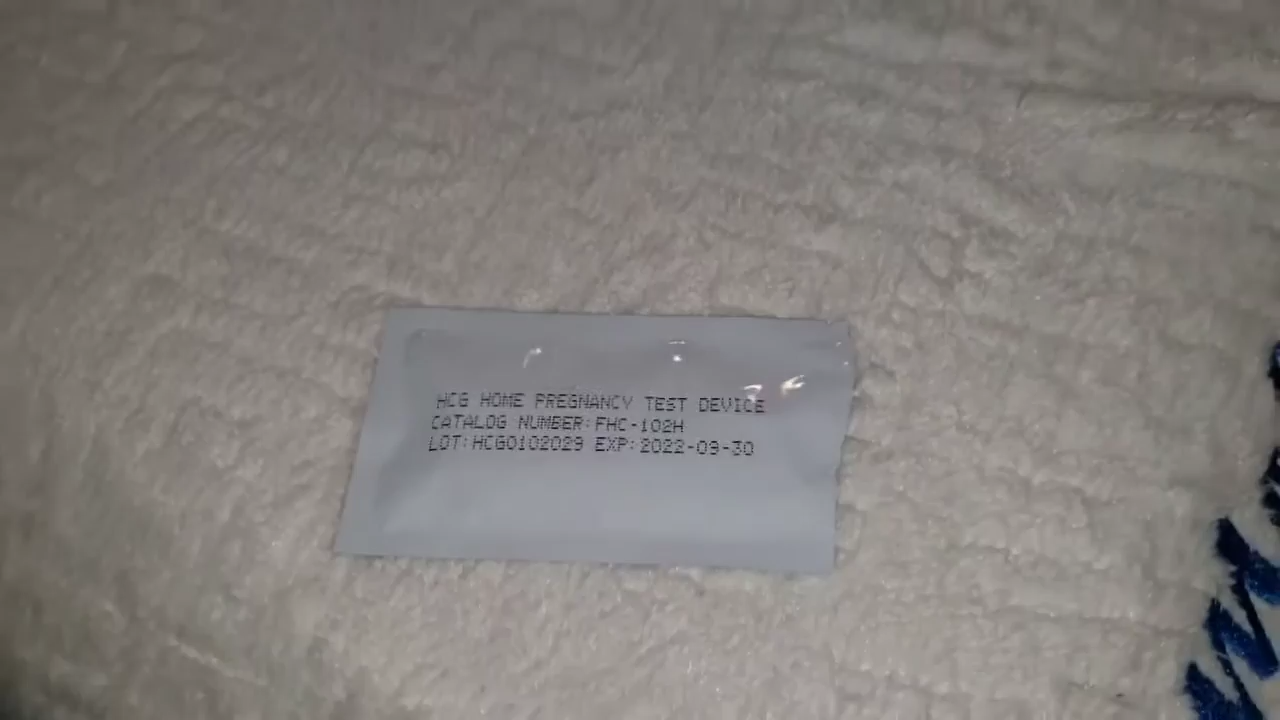 HCG HOME PREGNANCY TEST DEVICE
CATALOG NUMBER:FHC-102H
LOT:HCG0102029 EXP:2022-09-30